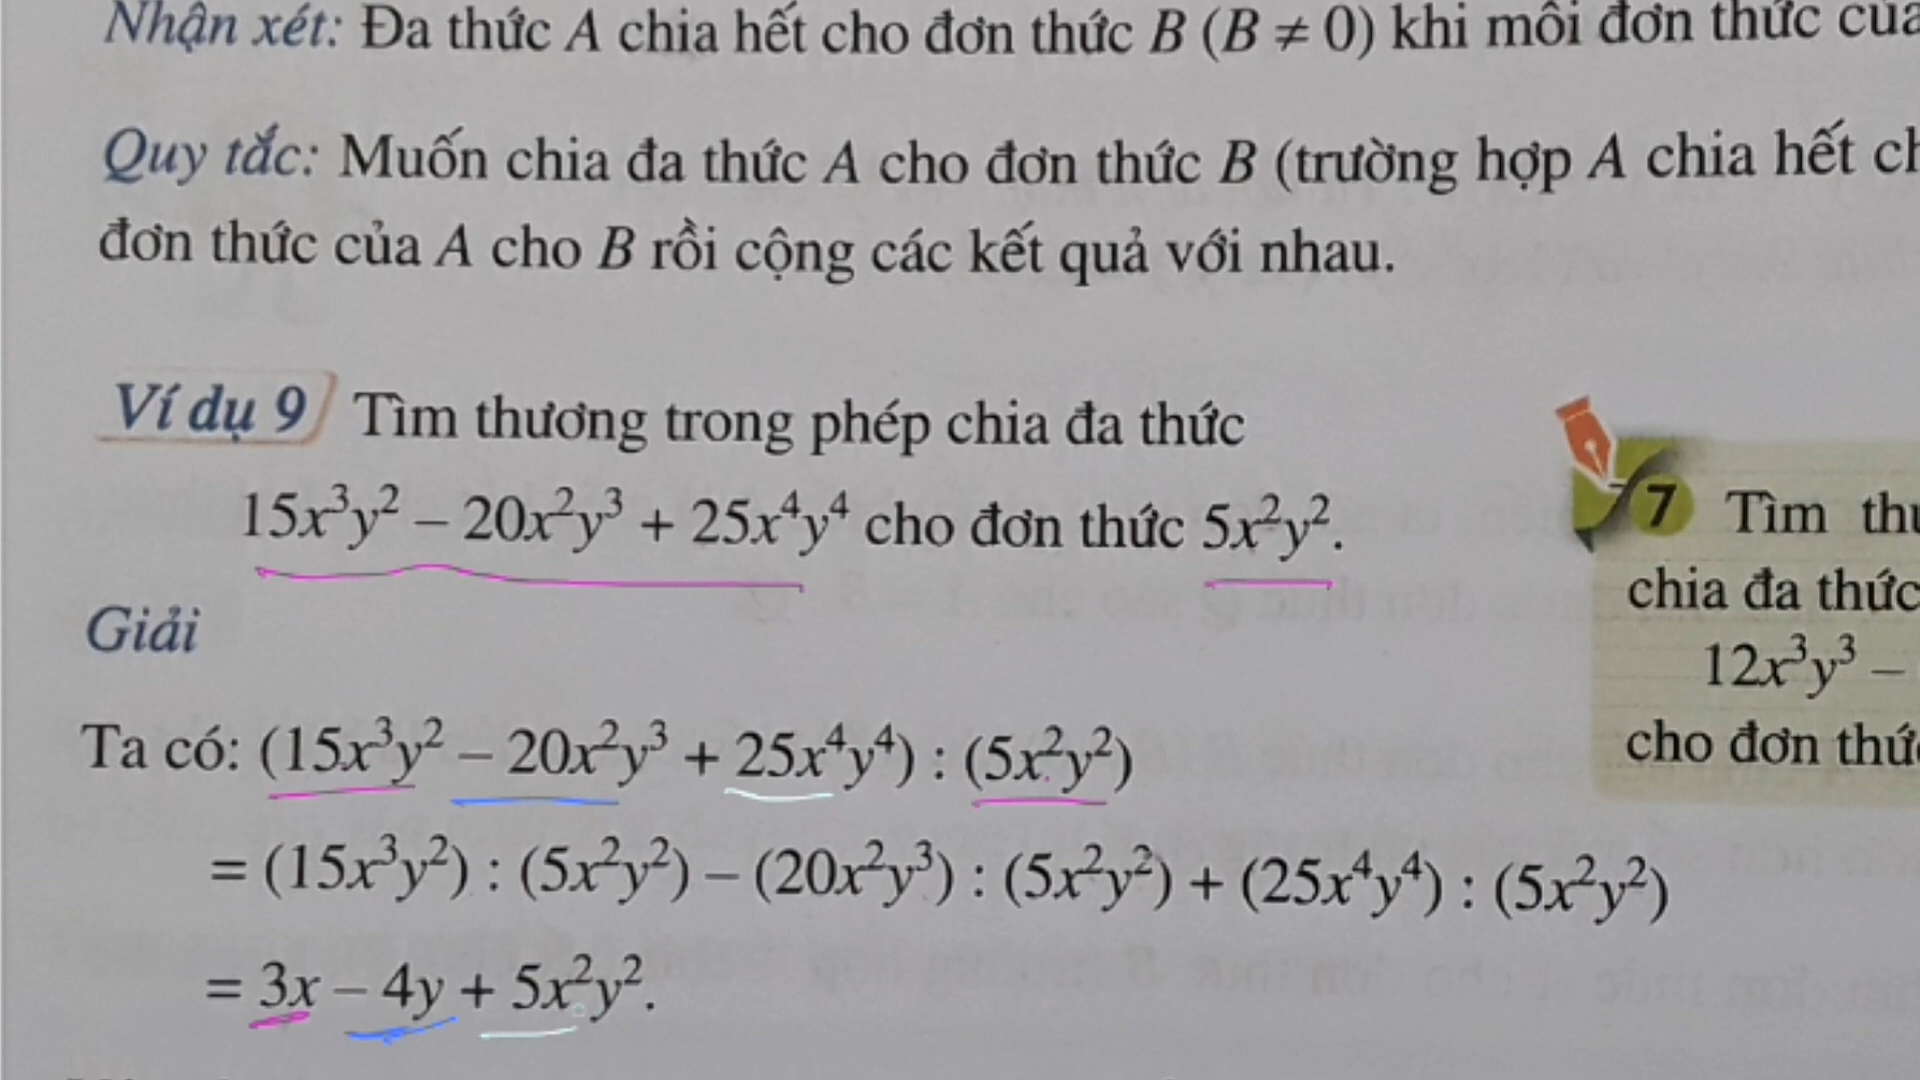 Nhận xét: Đa thức A chia hết cho đơn thức B (B ≠ 0) khi mỗi đơn thức của
Quy tắc: Muốn chia đa thức A cho đơn thức B (trường hợp A chia hết
đơn thức của A cho B rồi cộng các kết quả với nhau.
Ví dụ 9 Tìm thương trong phép chia đa thức
15x³y² – 20x²y³ + 25x⁴y⁴ cho đơn thức 5x²y².
Giải
Ta có: (15x³y² – 20x²y³ + 25x⁴y⁴) : (5x²y²)
= (15x³y²) : (5x²y²) – (20x²y³) : (5x²y²) + (25x⁴y⁴) : (5x²y²)
= 3x – 4y + 5x²y².
7 Tìm
chia đa thức
12x³y³ –
cho đơn